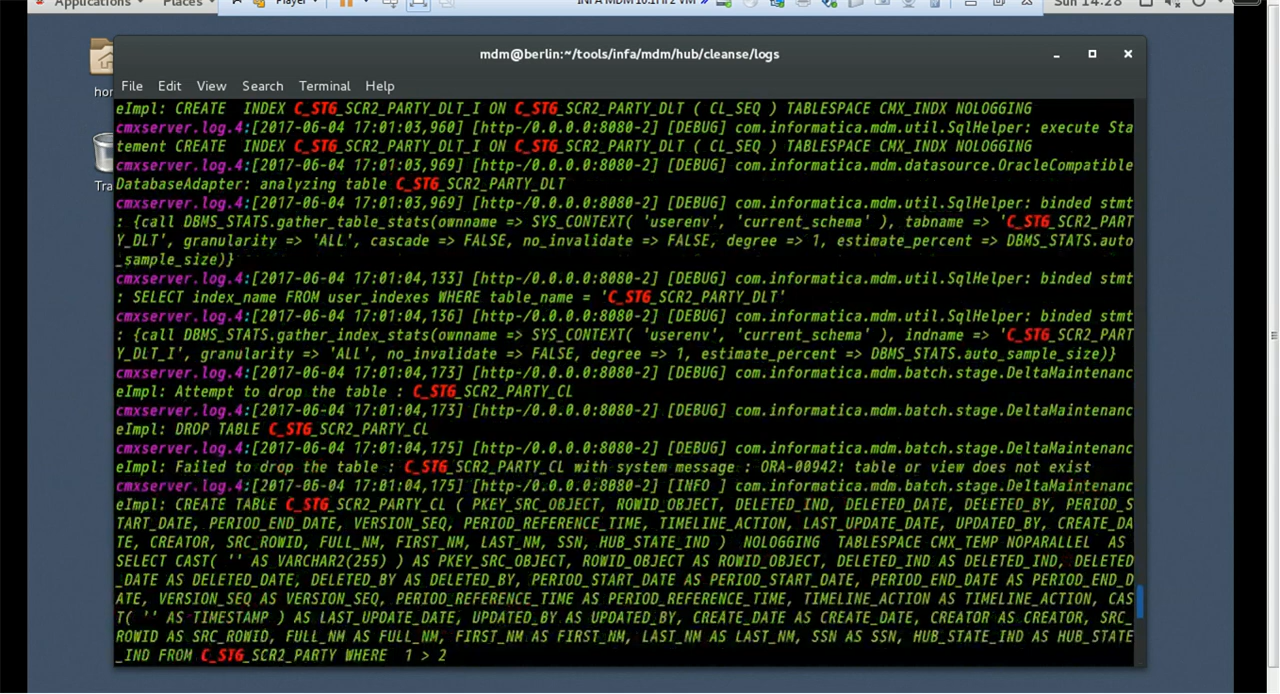 Applications
Places
Player
INFA MDM 10.1HF2 VM
Sun 14:28
mdm@berlin:~/tools/infa/mdm/hub/cleanse/logs
File Edit View Search Terminal Help
hor
Tra
eImpl: CREATE  INDEX C_STG_SCR2_PARTY_DLT_I ON C_STG_SCR2_PARTY_DLT ( CL_SEQ ) TABLESPACE CMX_INDX NOLOGGING
cmxserver.log.4:[2017-06-04 17:01:03,960] [http-/0.0.0.0:8080-2] [DEBUG] com.informatica.mdm.util.SqlHelper: execute Sta
tement CREATE  INDEX C_STG_SCR2_PARTY_DLT_I ON C_STG_SCR2_PARTY_DLT ( CL_SEQ ) TABLESPACE CMX_INDX NOLOGGING
cmxserver.log.4:[2017-06-04 17:01:03,969] [http-/0.0.0.0:8080-2] [DEBUG] com.informatica.mdm.datasource.OracleCompatible
DatabaseAdapter: analyzing table C_STG_SCR2_PARTY_DLT
cmxserver.log.4:[2017-06-04 17:01:03,969] [http-/0.0.0.0:8080-2] [DEBUG] com.informatica.mdm.util.SqlHelper: binded stmt
: {call DBMS_STATS.gather_table_stats(ownname => SYS_CONTEXT( 'userenv', 'current_schema' ), tabname => 'C_STG_SCR2_PART
Y_DLT', granularity => 'ALL', cascade => FALSE, no_invalidate => FALSE, degree => 1, estimate_percent => DBMS_STATS.auto
_sample_size)}
cmxserver.log.4:[2017-06-04 17:01:04,133] [http-/0.0.0.0:8080-2] [DEBUG] com.informatica.mdm.util.SqlHelper: binded stmt
: SELECT index_name FROM user_indexes WHERE table_name = 'C_STG_SCR2_PARTY_DLT'
cmxserver.log.4:[2017-06-04 17:01:04,136] [http-/0.0.0.0:8080-2] [DEBUG] com.informatica.mdm.util.SqlHelper: binded stmt
: {call DBMS_STATS.gather_index_stats(ownname => SYS_CONTEXT( 'userenv', 'current_schema' ), indname => 'C_STG_SCR2_PART
Y_DLT_I', granularity => 'ALL', no_invalidate => FALSE, degree => 1, estimate_percent => DBMS_STATS.auto_sample_size)}
cmxserver.log.4:[2017-06-04 17:01:04,173] [http-/0.0.0.0:8080-2] [DEBUG] com.informatica.mdm.batch.stage.DeltaMaintenanc
eImpl: Attempt to drop the table : C_STG_SCR2_PARTY_CL
cmxserver.log.4:[2017-06-04 17:01:04,173] [http-/0.0.0.0:8080-2] [DEBUG] com.informatica.mdm.batch.stage.DeltaMaintenanc
eImpl: DROP TABLE C_STG_SCR2_PARTY_CL
cmxserver.log.4:[2017-06-04 17:01:04,175] [http-/0.0.0.0:8080-2] [DEBUG] com.informatica.mdm.batch.stage.DeltaMaintenanc
eImpl: Failed to drop the table : C_STG_SCR2_PARTY_CL with system message : ORA-00942: table or view does not exist
cmxserver.log.4:[2017-06-04 17:01:04,175] [http-/0.0.0.0:8080-2] [INFO ] com.informatica.mdm.batch.stage.DeltaMaintenanc
eImpl: CREATE TABLE C_STG_SCR2_PARTY_CL ( PKEY_SRC_OBJECT, ROWID_OBJECT, DELETED_IND, DELETED_DATE, DELETED_BY, PERIOD_S
TART_DATE, PERIOD_END_DATE, VERSION_SEQ, PERIOD_REFERENCE_TIME, TIMELINE_ACTION, LAST_UPDATE_DATE, UPDATED_BY, CREATE_DA
TE, CREATOR, SRC_ROWID, FULL_NM, FIRST_NM, LAST_NM, SSN, HUB_STATE_IND )  NOLOGGING  TABLESPACE CMX_TEMP NOPARALLEL  AS
SELECT CAST( '' AS VARCHAR2(255) ) AS PKEY_SRC_OBJECT, ROWID_OBJECT AS ROWID_OBJECT, DELETED_IND AS DELETED_IND, DELETED
_DATE AS DELETED_DATE, DELETED_BY AS DELETED_BY, PERIOD_START_DATE AS PERIOD_START_DATE, PERIOD_END_DATE AS PERIOD_END_D
ATE, VERSION_SEQ AS VERSION_SEQ, PERIOD_REFERENCE_TIME AS PERIOD_REFERENCE_TIME, TIMELINE_ACTION AS TIMELINE_ACTION, CAS
T( '' AS TIMESTAMP ) AS LAST_UPDATE_DATE, UPDATED_BY AS UPDATED_BY, CREATE_DATE AS CREATE_DATE, CREATOR AS CREATOR, SRC_
ROWID AS SRC_ROWID, FULL_NM AS FULL_NM, FIRST_NM AS FIRST_NM, LAST_NM AS LAST_NM, SSN AS SSN, HUB_STATE_IND AS HUB_STATE
_IND FROM C_STG_SCR2_PARTY WHERE  1 > 2